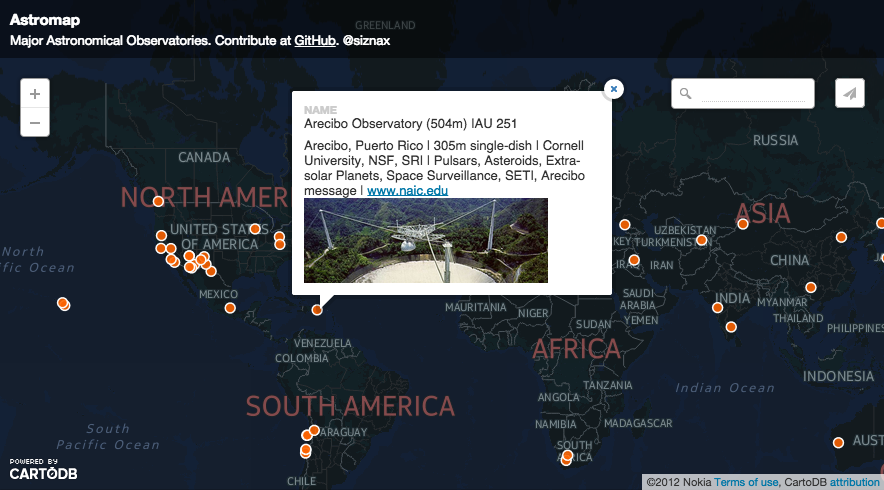 Astromap
Major Astronomical Observatories. Contribute at GitHub. @siznax
GREENLAND
+
−
NAME
Arecibo Observatory (504m) |AU 251
Arecibo, Puerto Rico | 305m single-dish | Cornell
University, NSF, SRI | Pulsars, Asteroids, Extra-
solar Planets, Space Surveillance, SETI, Arecibo
message | www.naic.edu
RUSSIA
CANADA
NORTH AMER
ASIA
UNITED STATES
OF AMERICA
UZBEKISTAN
KEY
TURKMENISTAN
North
fic Ocean
CHINA
IRAQ
IRAN
MEXICO
SAUDI
ARABIA
INDIA
MYANMAR
MAURITANIA
NIGER
YEMEN
THAILAND
SUDAN
PHILIPPINES
VENEZUELA
COLOMBIA
AFRICA
INDONESIA
TANZANIA
Indian Ocean
ANGOLA
SOUTH AMERICA
NAMIBIA
MADAGASCAR
South
Pacific Ocean
PARAGUAY
SOUTH
AFRICA
AUST
CHILE
POWERED BY
CARTODB
©2012 Nokia Terms of use, CartoDB attribution